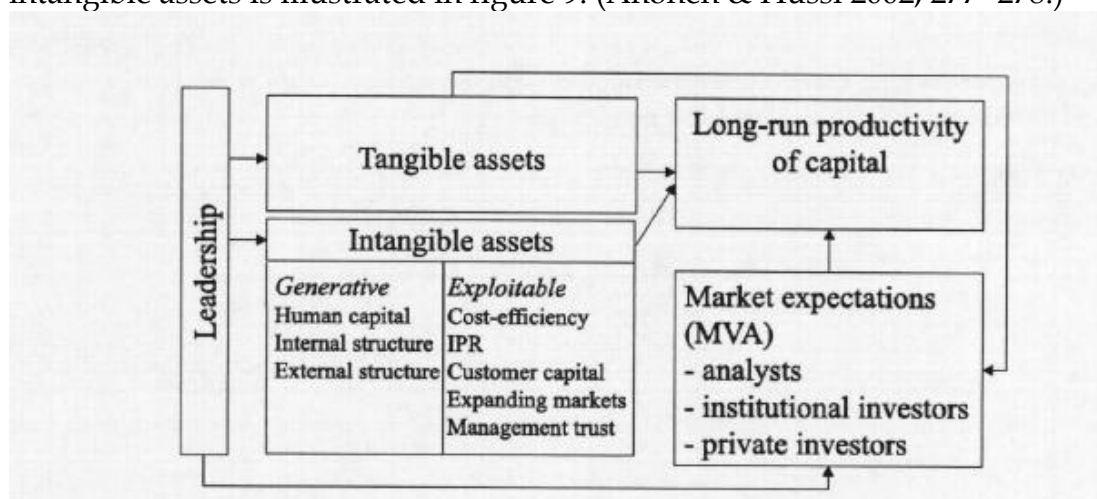 intangible assets is illustrated in figure 9. (Ahonen & Hussi 2002, 277–278.)
Leadership
Tangible assets
Intangible assets
Generative
Human capital
Internal structure
External structure
Exploitable
Cost-efficiency
IPR
Customer capital
Expanding markets
Management trust
Long-run productivity
of capital
Market expectations
(MVA)
- analysts
- institutional investors
- private investors